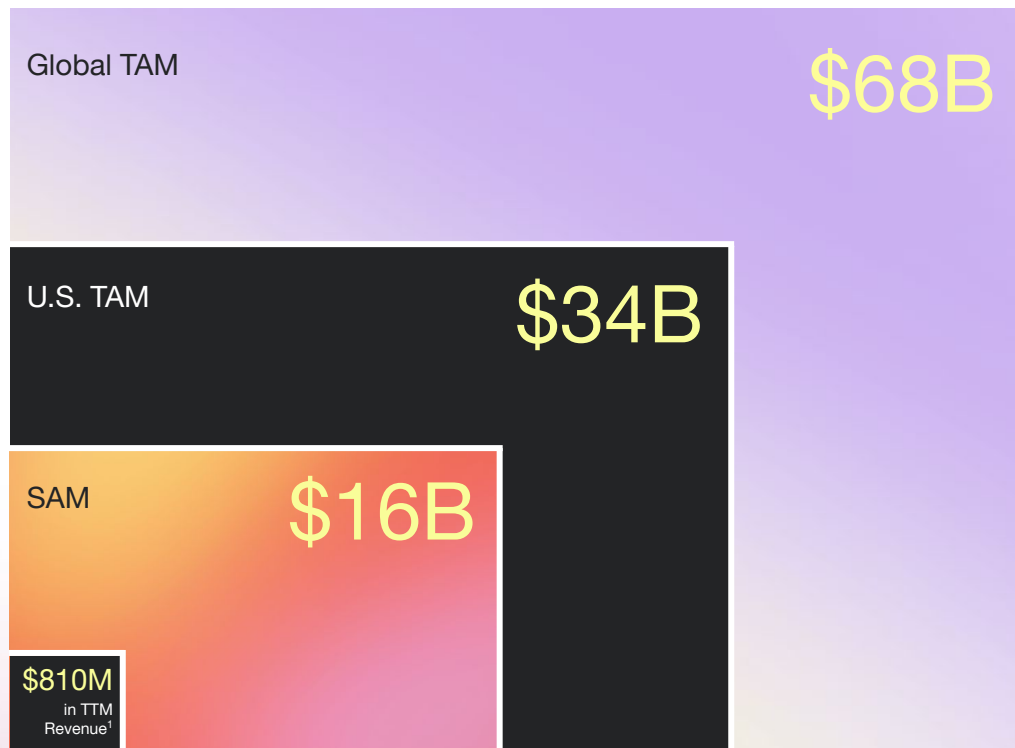 Global TAM
$68B
U.S. TAM
$34B
SAM
$16B
$810M
in TTM
Revenue¹